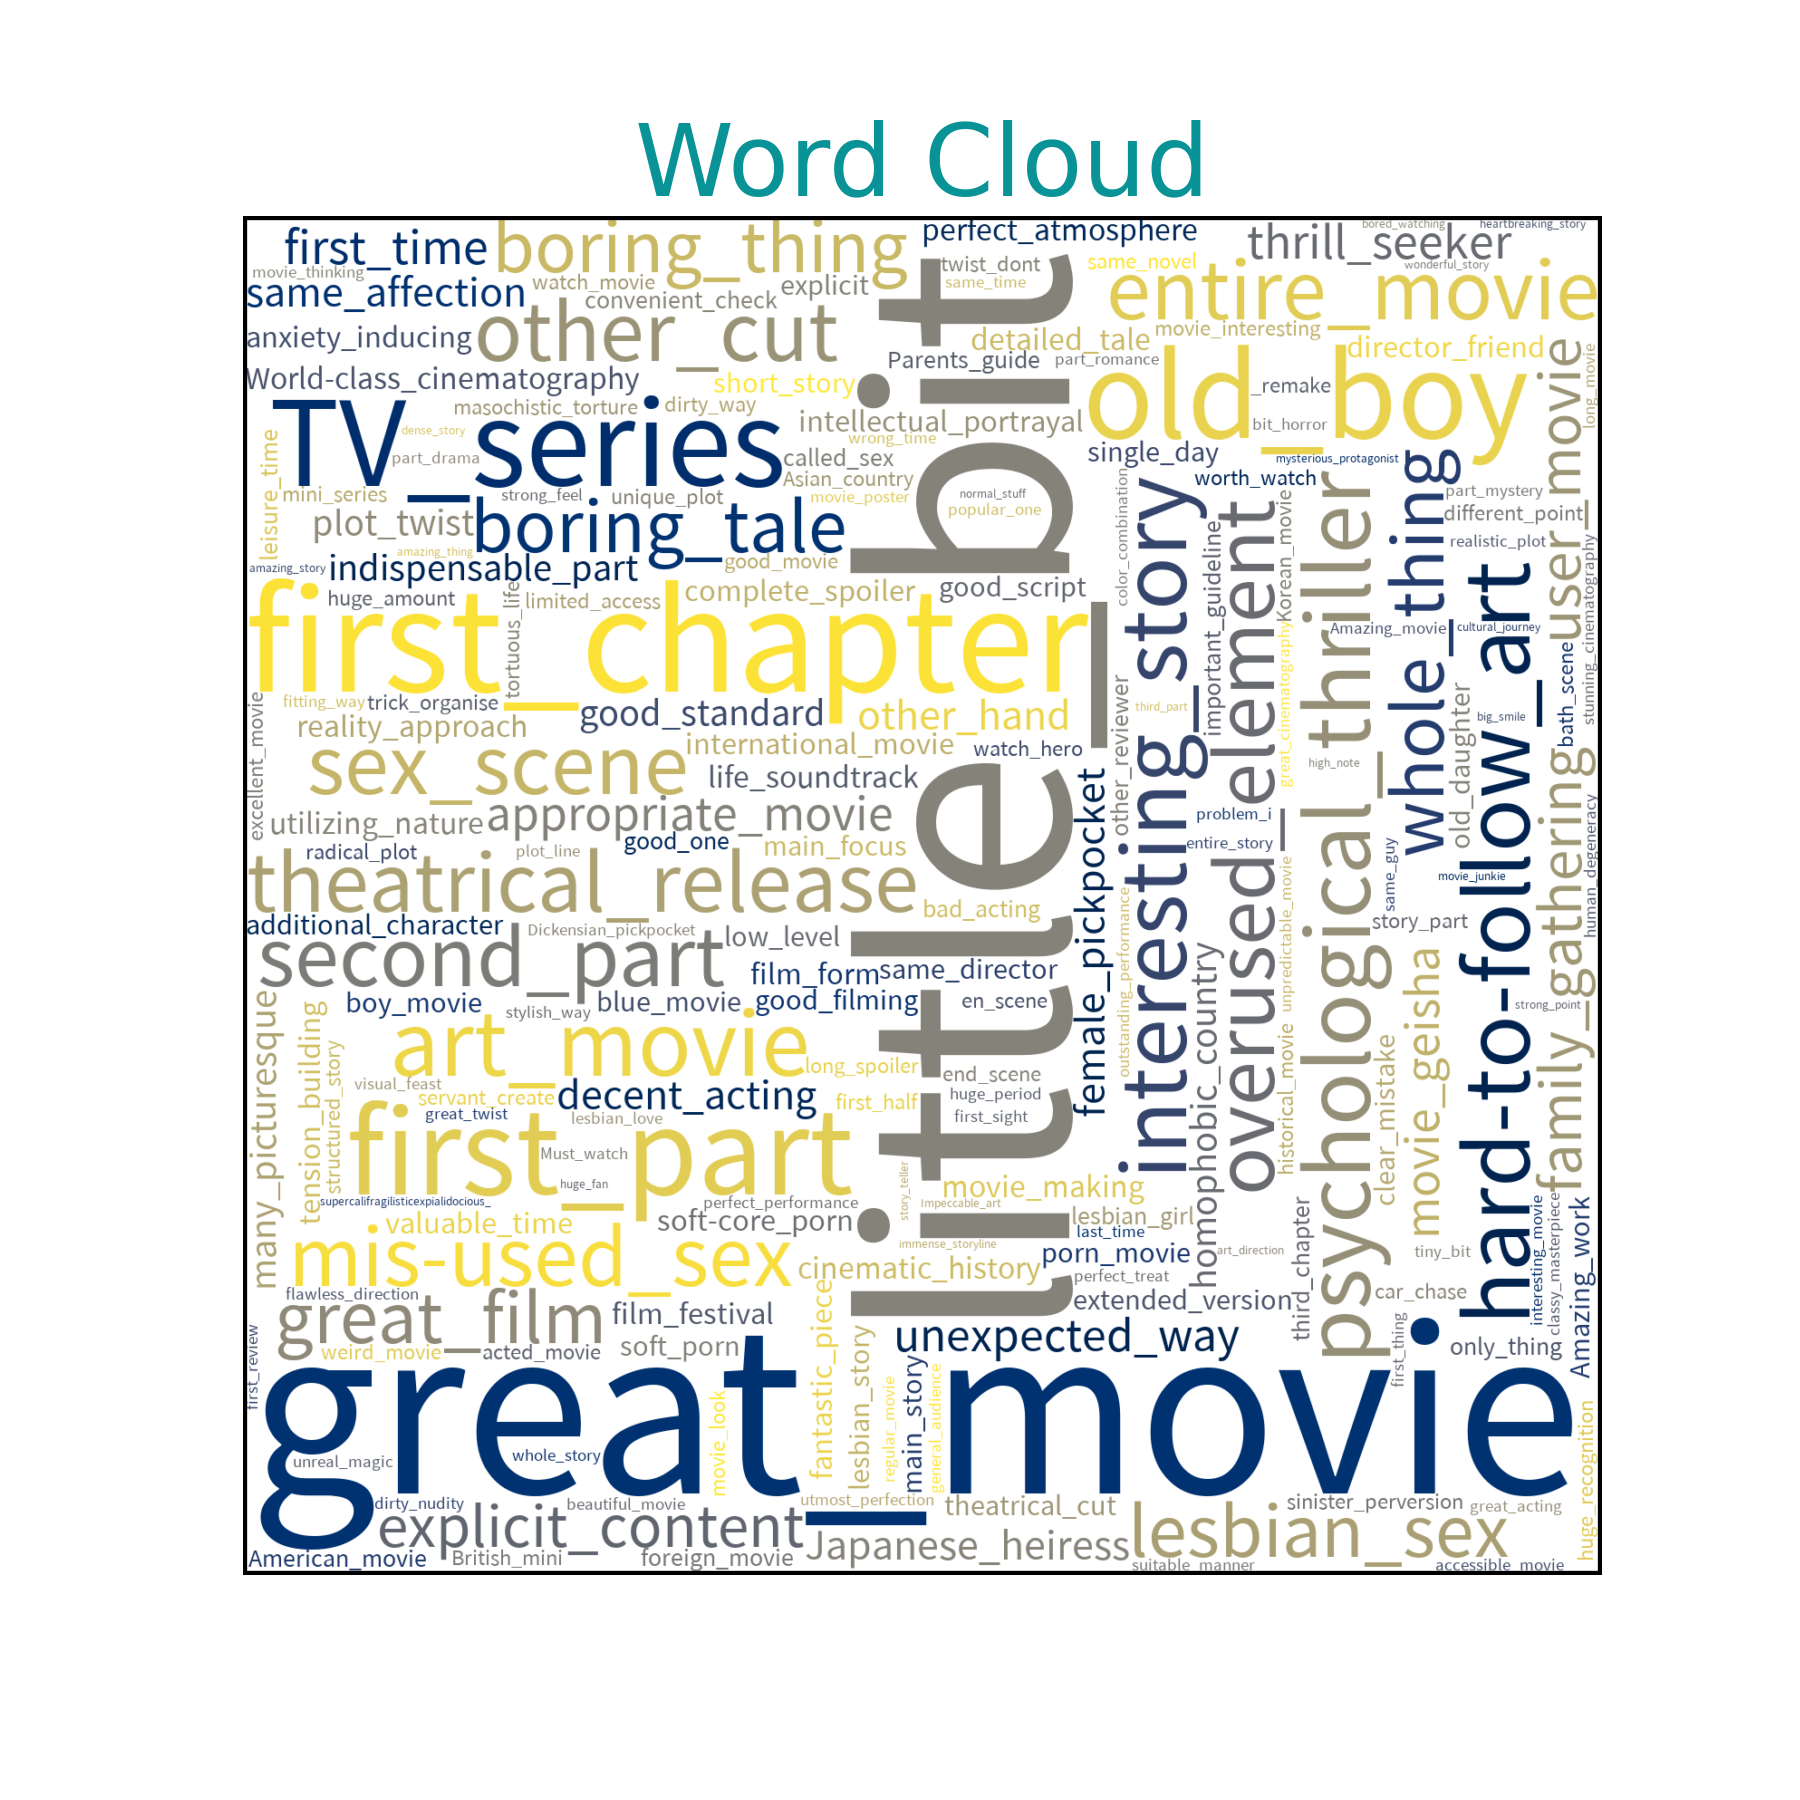 Word Cloud
first_time
boring_thing
perfect_atmosphere
thrill_seeker
bored_watching
heartbreaking_story
movie_thinking
watch_movie
explicit
twist_dont
same_novel
wonderful_story
same_affection
convenient_check
same_time
entire_movie
anxiety_inducing
other_cut
detailed_tale
movie_interesting
director_friend
Parents_guide
part_romance
World-class_cinematography
short_story
old_boy
_remake
long_movie
TV_series
masochistic_torture
dirty_way
intellectual_portrayal
bit_horror
dense_story
wrong_time
part_drama
called_sex
single_day
mysterious_protagonist
leisure_time
Asian_country
worth_watch
mini_series
strong_feel
unique_plot
movie_poster
normal_stuff
popular_one
part_mystery
plot_twist
boring_tale
different_point
amazing_thing
good_movie
realistic_plot
amazing_story
indispensable_part
huge_amount
tortuous_life
limited_access
complete_spoiler
good_script
color_combination
important_guideline
Korean_movie
user_movie
first_chapter
little_bit
interesting_story
overused_element
psychological_thriller
whole_thing
hard-to-follow_art
Amazing_movie
cultural_journey
stunning_cinematography
great_cinematography
bath_scene
fitting_way
trick_organise
good_standard
other_hand
third_part
big_smile
old_daughter
excellent_movie
reality_approach
sex_scene
international_movie
watch_hero
high_note
life_soundtrack
other_reviewer
utilizing_nature
appropriate_movie
problem_i
radical_plot
plot_line
good_one
main_focus
entire_story
female_pickpocket
same_guy
movie_junkie
human_degeneracy
theatrical_release
bad_acting
outstanding_performance
unpredictable_movie
additional_character
Dickensian_pickpocket
low_level
story_part
second_part
film_form
same_director
homophobic_country
family_gathering
movie_geisha
many_picturesque
tension_building
boy_movie
stylish_way
blue_movie
good_filming
en_scene
strong_point
art_movie
structured_story
long_spoiler
end_scene
historical_movie
clear_mistake
visual_feast
servant_create
decent_acting
first_half
huge_period
great_twist
lesbian_love
first_sight
first_part
Must_watch
huge_fan
story_teller
movie_making
supercalifragilisticexpialidocious_
perfect_performance
Impeccable_art
valuable_time
soft-core_porn
lesbian_girl
last_time
immense_storyline
mis-used_sex
porn_movie
art_direction
tiny_bit
cinematic_history
perfect_treat
third_chapter
interesting_movie
classy_masterpiece
Amazing_work
flawless_direction
great_film
film_festival
fantastic_piece
extended_version
car_chase
first_review
weird_movie
acted_movie
soft_porn
unexpected_way
first_thing
only_thing
great_movie
lesbian_story
regular_movie
main_story
general_audience
unreal_magic
whole_story
movie_look
huge_recognition
dirty_nudity
beautiful_movie
utmost_perfection
theatrical_cut
sinister_perversion
great_acting
explicit_content
Japanese_heiress
lesbian_sex
American_movie
British_mini
foreign_movie
suitable_manner
accessible_movie